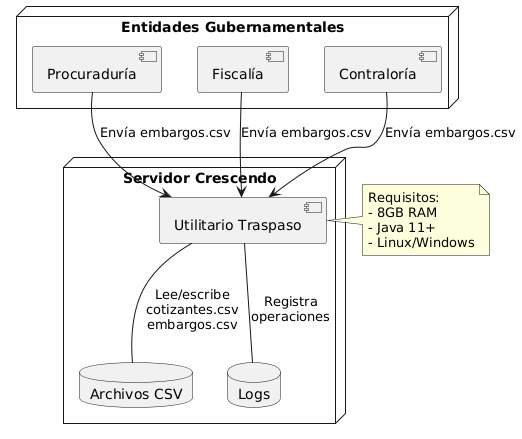 Entidades Gubernamentales
Procuraduría
Fiscalía
Contraloría
Envía embargos.csv
Envía embargos.csv
Envía embargos.csv
Servidor Crescendo
Utilitario Traspaso
Requisitos:
- 8GB RAM
- Java 11+
- Linux/Windows
Lee/escribe
cotizantes.csv
embargos.csv
Registra
operaciones
Archivos CSV
Logs